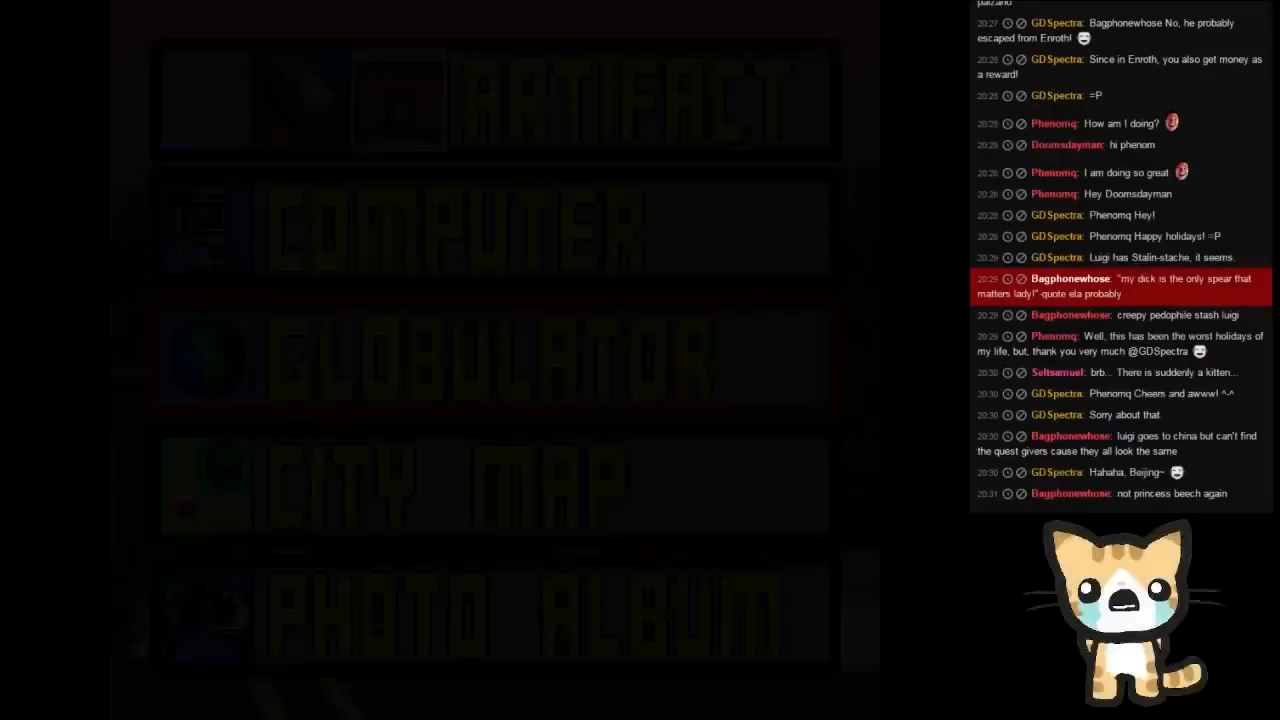 ARTIFACT
COMPUTER
GLOBULATOR
CITY MAP
PHOTO ALBUM
paizano
20:27 GDSpectra: Bagphonewhose No, he probably
escaped from Enroth!
20:28 GDSpectra: Since in Enroth, you also get money as
a reward!
20:28 GDSpectra: =P
20:28 Phenomq: How am I doing?
20:28 Doomsdayman: hi phenom
20:28 Phenomq: I am doing so great
20:28 Phenomq: Hey Doomsdayman
20:28 GDSpectra: Phenomq Hey!
20:28 GDSpectra: Phenomq Happy holidays! =P
20:29 GDSpectra: Luigi has Stalin-stache, it seems.
20:29 Bagphonewhose: "my dick is the only spear that
matters lady!" -quote ela probably
20:29 Bagphonewhose: creepy pedophile stash luigi
20:29 Phenomq: Well, this has been the worst holidays of
my life, but, thank you very much @GDSpectra
20:30 Seltsamuel: brb... There is suddenly a kitten...
20:30 GDSpectra: Phenomq Cheers and awww! ^-^
20:30 GDSpectra: Sorry about that.
20:30 Bagphonewhose: luigi goes to china but can't find
the quest givers cause they all look the same
20:30 GDSpectra: Hahaha, Beijing~
20:31 Bagphonewhose: not princess beech again